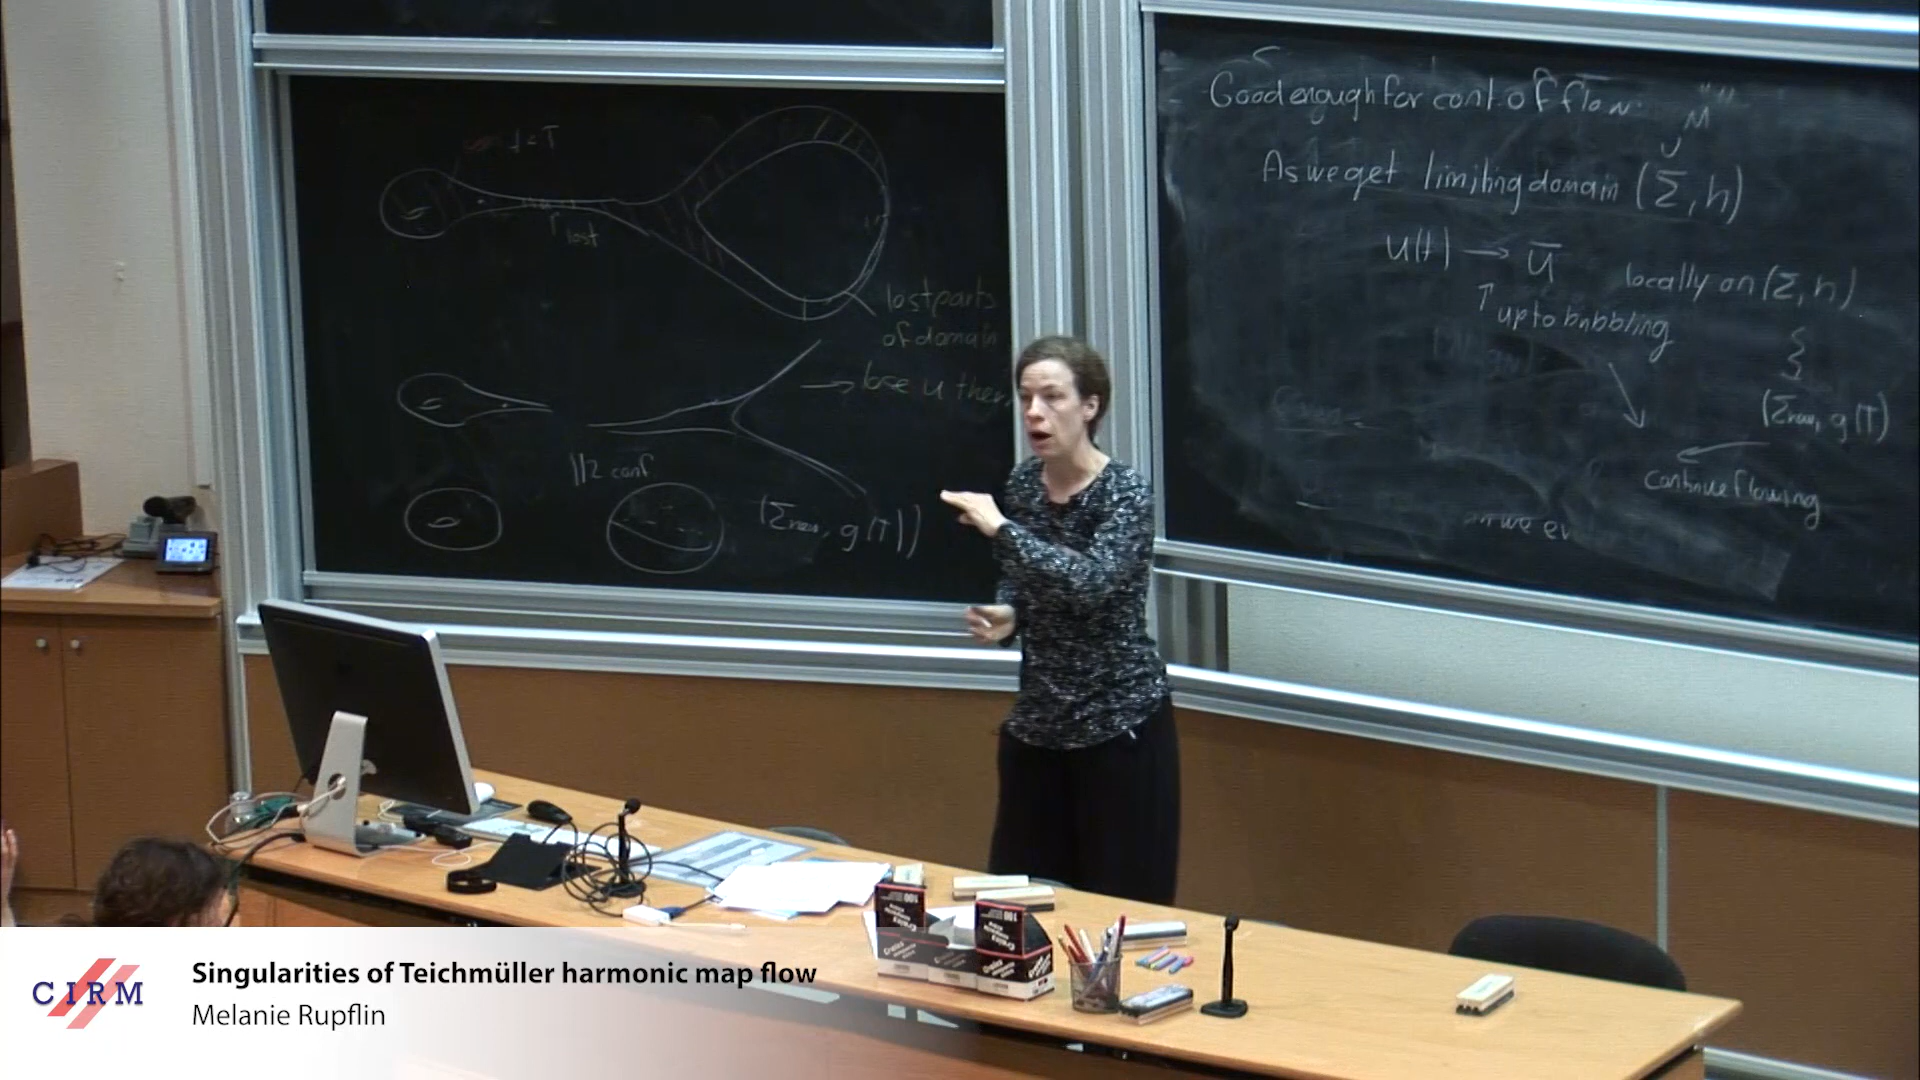 t<T
Γ lost
lost parts
of domain
→ lose u there
||2 conf.
(Σnew, g(T))
Good enough for cont of flow
"M"
As we get limiting domain (Σ, h)
u(t) → ū
locally on (Σ, h)
↑ up to bubbling
(Σnew, g(T))
continue flowing
CIRM
Singularities of Teichmüller harmonic map flow
Melanie Rupflin